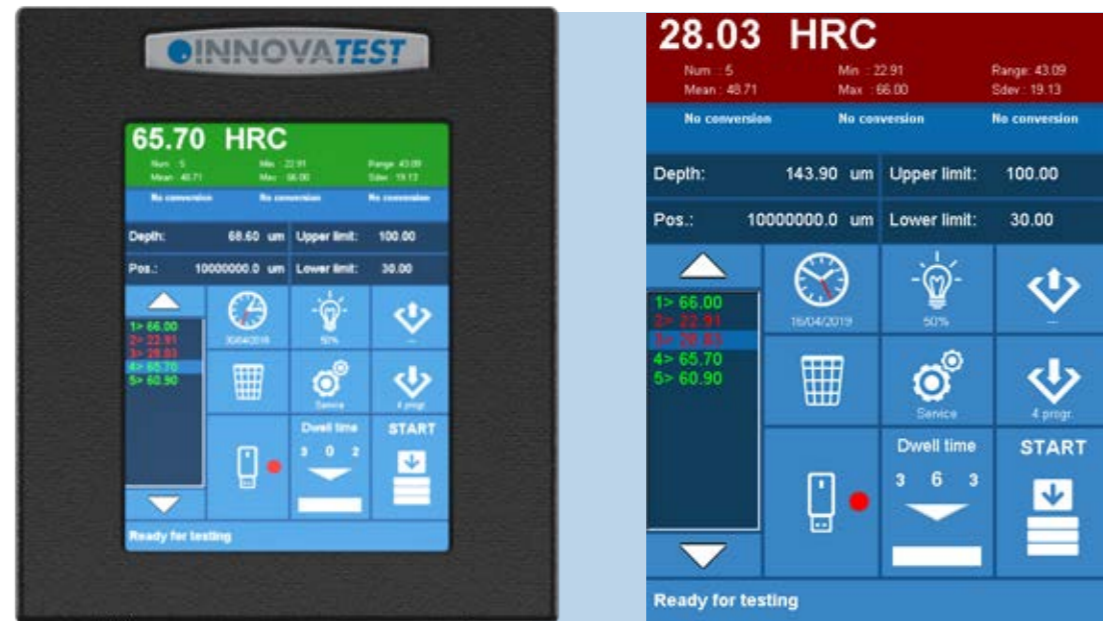 INNOVATEST
65.70 HRC
Num : 5 Min : 22.91 Range: 43.09
Mean : 48.71 Max : 66.00 Sdev : 19.13
No conversion No conversion No conversion
Depth: 68.60 um Upper limit: 100.00
Pos.: 10000000.0 um Lower limit: 30.00
1> 66.00
2> 22.91
3> 28.03
4> 65.70
5> 60.90
50%
---
Service
4 progr.
Dwell time
3 0 2
START
Ready for testing
28.03 HRC
Num : 5 Min : 22.91 Range: 43.09
Mean : 48.71 Max : 66.00 Sdev : 19.13
No conversion No conversion No conversion
Depth: 143.90 um Upper limit: 100.00
Pos.: 10000000.0 um Lower limit: 30.00
1> 66.00
2> 22.91
3> 28.03
4> 65.70
5> 60.90
16/04/2019
50%
---
Service
4 progr.
Dwell time
3 6 3
START
Ready for testing